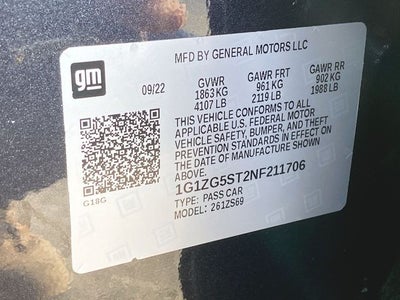 MFD BY GENERAL MOTORS LLC
gm
09/22
GVWR GAWR FRT GAWR RR
1863 KG 961 KG 902 KG
4107 LB 2119 LB 1988 LB
THIS VEHICLE CONFORMS TO ALL
APPLICABLE U.S. FEDERAL MOTOR
VEHICLE SAFETY, BUMPER, AND THEFT
PREVENTION STANDARDS IN EFFECT ON
THE DATE OF MANUFACTURE SHOWN
ABOVE.
1G1ZG5ST2NF211706
TYPE: PASS CAR
MODEL: 261ZS69
G18G